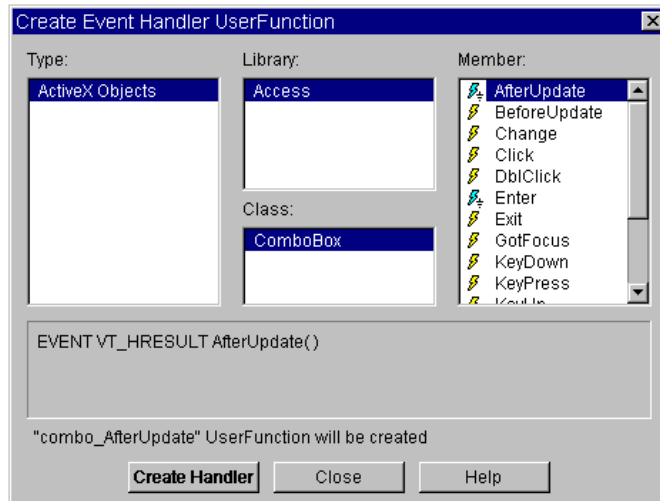 Create Event Handler UserFunction
Type:
ActiveX Objects
Library:
Access
Class:
ComboBox
Member:
AfterUpdate
BeforeUpdate
Change
Click
DblClick
Enter
Exit
GotFocus
KeyDown
KeyPress
KeyUp
EVENT VT_HRESULT AfterUpdate()
"combo_AfterUpdate" UserFunction will be created
Create Handler
Close
Help